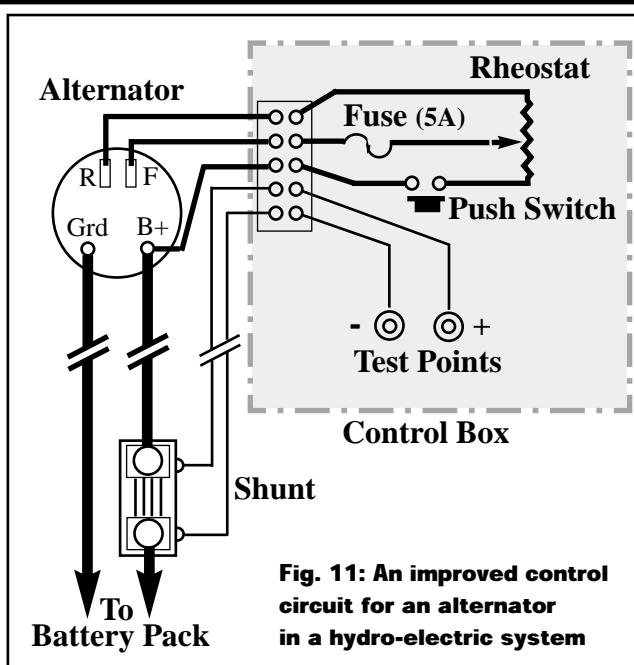 Rheostat
Alternator
Fuse (5A)
R F
Grd B+
Push Switch
- +
Test Points
Control Box
Shunt
Fig. 11: An improved control
circuit for an alternator
in a hydro-electric system
To
Battery Pack